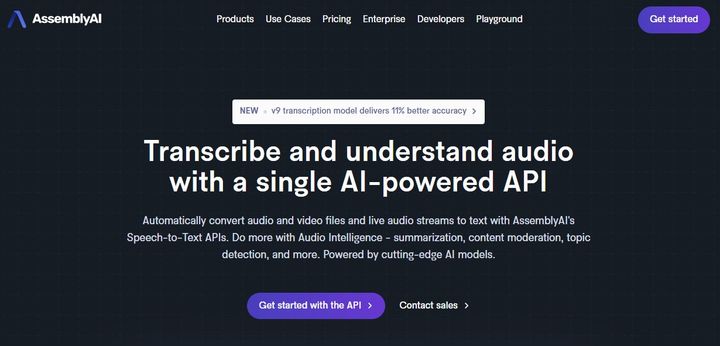 AssemblyAI
Products Use Cases Pricing Enterprise Developers Playground
Get started
NEW v9 transcription model delivers 11% better accuracy
Transcribe and understand audio
with a single AI-powered API
Automatically convert audio and video files and live audio streams to text with AssemblyAI's
Speech-to-Text APIs. Do more with Audio Intelligence - summarization, content moderation, topic
detection, and more. Powered by cutting-edge AI models.
Get started with the API
Contact sales